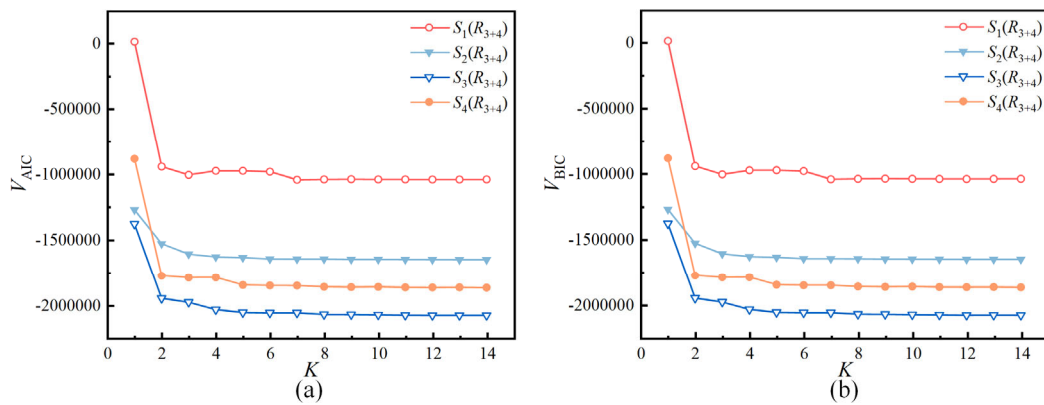 0
-500000
-1000000
-1500000
-2000000
V_AIC
0 2 4 6 8 10 12 14
K
S₁(R₃₊₄)
S₂(R₃₊₄)
S₃(R₃₊₄)
S₄(R₃₊₄)
(a)
0
-500000
-1000000
-1500000
-2000000
V_BIC
0 2 4 6 8 10 12 14
K
S₁(R₃₊₄)
S₂(R₃₊₄)
S₃(R₃₊₄)
S₄(R₃₊₄)
(b)